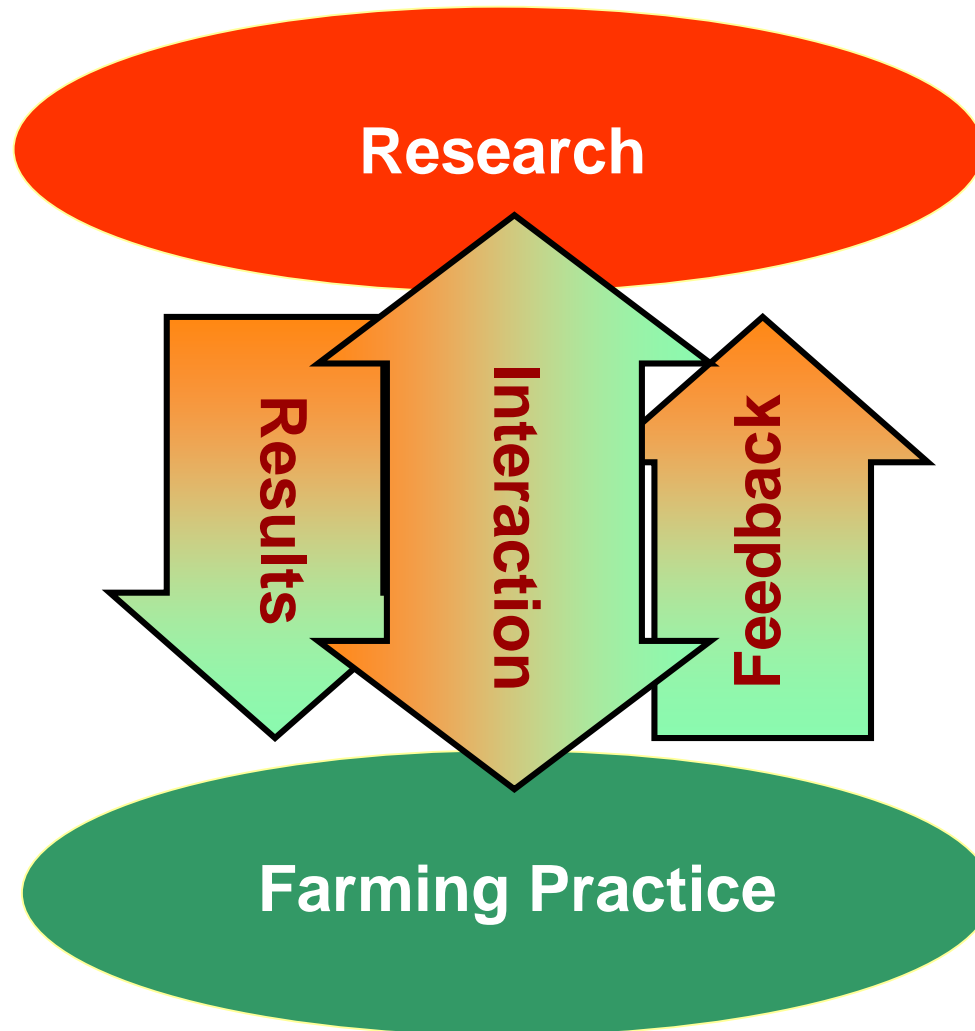 Research
Results
Interaction
Feedback
Farming Practice